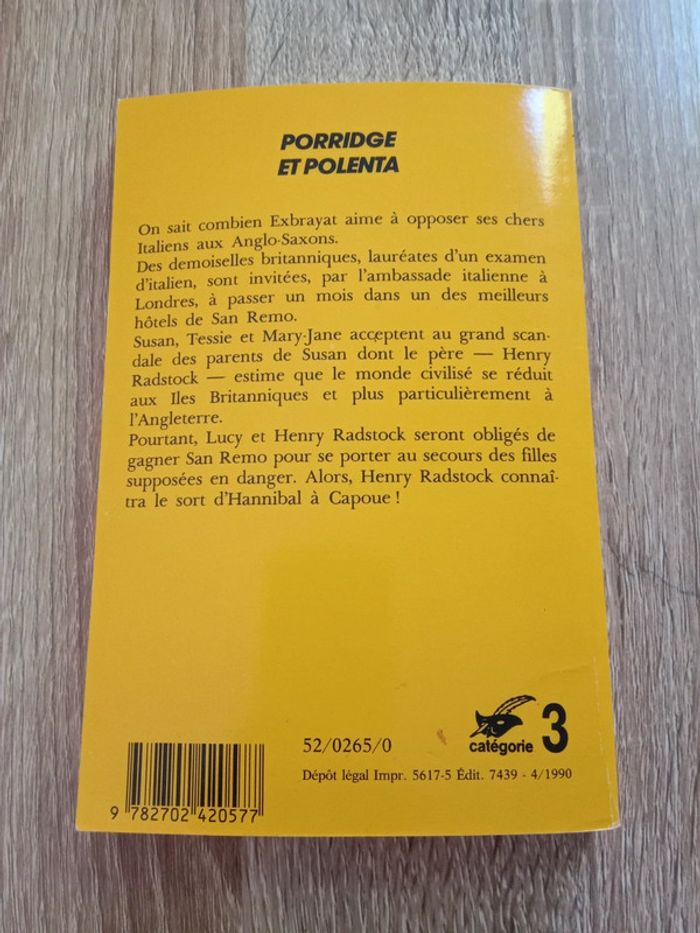 PORRIDGE
ET POLENTA
On sait combien Exbrayat aime à opposer ses chers
Italiens aux Anglo-Saxons.
Des demoiselles britanniques, lauréates d'un examen
d'italien, sont invitées, par l'ambassade italienne à
Londres, à passer un mois dans un des meilleurs
hôtels de San Remo.
Susan, Tessie et Mary-Jane acceptent au grand scan-
dale des parents de Susan dont le père — Henry
Radstock — estime que le monde civilisé se réduit
aux Iles Britanniques et plus particulièrement à
l'Angleterre.
Pourtant, Lucy et Henry Radstock seront obligés de
gagner San Remo pour se porter au secours des filles
supposées en danger. Alors, Henry Radstock connaî-
tra le sort d'Hannibal à Capoue !
52/0265/0
catégorie 3
Dépôt légal Impr. 5617-5 Édit. 7439 - 4/1990
9 782702 420577